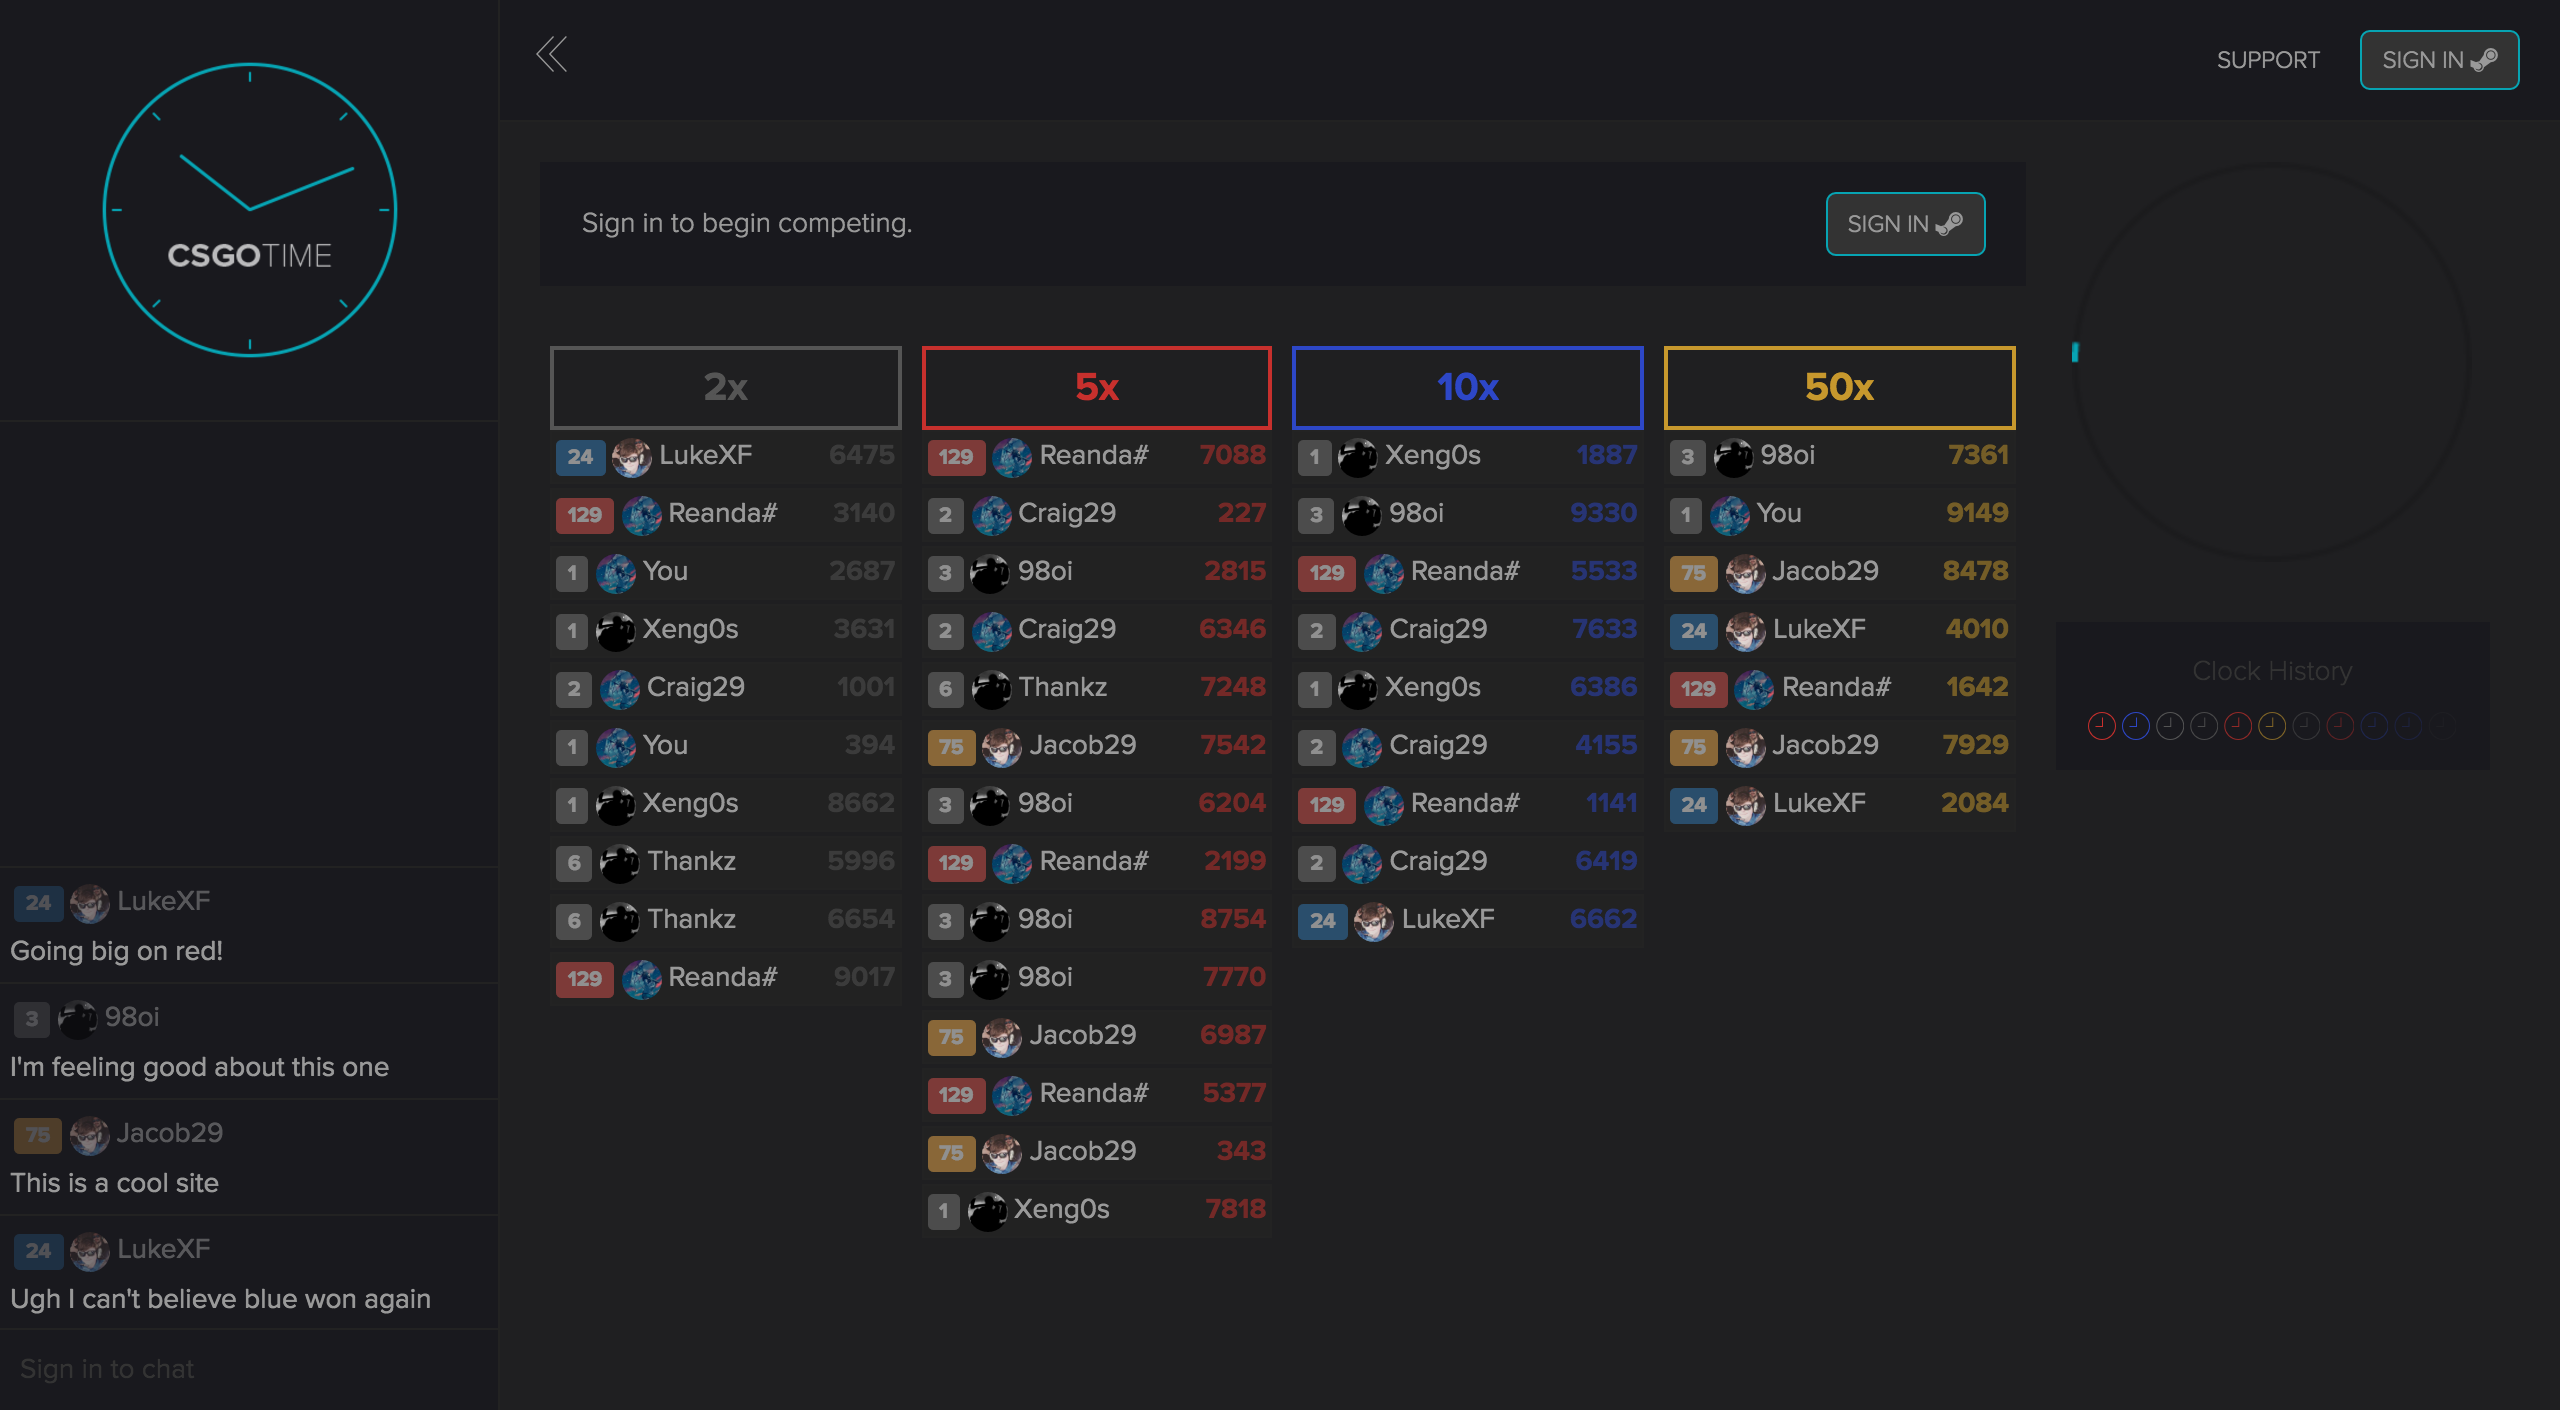 CSGOTIME
SUPPORT
SIGN IN
Sign in to begin competing.
SIGN IN
2x
24 LukeXF 6475
129 Reanda# 3140
1 You 2687
1 Xeng0s 3631
2 Craig29 1001
1 You 394
1 Xeng0s 8662
6 Thankz 5996
6 Thankz 6654
129 Reanda# 9017
5x
129 Reanda# 7088
2 Craig29 227
3 98oi 2815
2 Craig29 6346
6 Thankz 7248
75 Jacob29 7542
3 98oi 6204
129 Reanda# 2199
3 98oi 8754
3 98oi 7770
75 Jacob29 6987
129 Reanda# 5377
75 Jacob29 343
1 Xeng0s 7818
10x
1 Xeng0s 1887
3 98oi 9330
129 Reanda# 5533
2 Craig29 7633
1 Xeng0s 6386
2 Craig29 4155
129 Reanda# 1141
2 Craig29 6419
24 LukeXF 6662
50x
3 98oi 7361
1 You 9149
75 Jacob29 8478
24 LukeXF 4010
129 Reanda# 1642
75 Jacob29 7929
24 LukeXF 2084
Clock History
24 LukeXF
Going big on red!
3 98oi
I'm feeling good about this one
75 Jacob29
This is a cool site
24 LukeXF
Ugh I can't believe blue won again
Sign in to chat